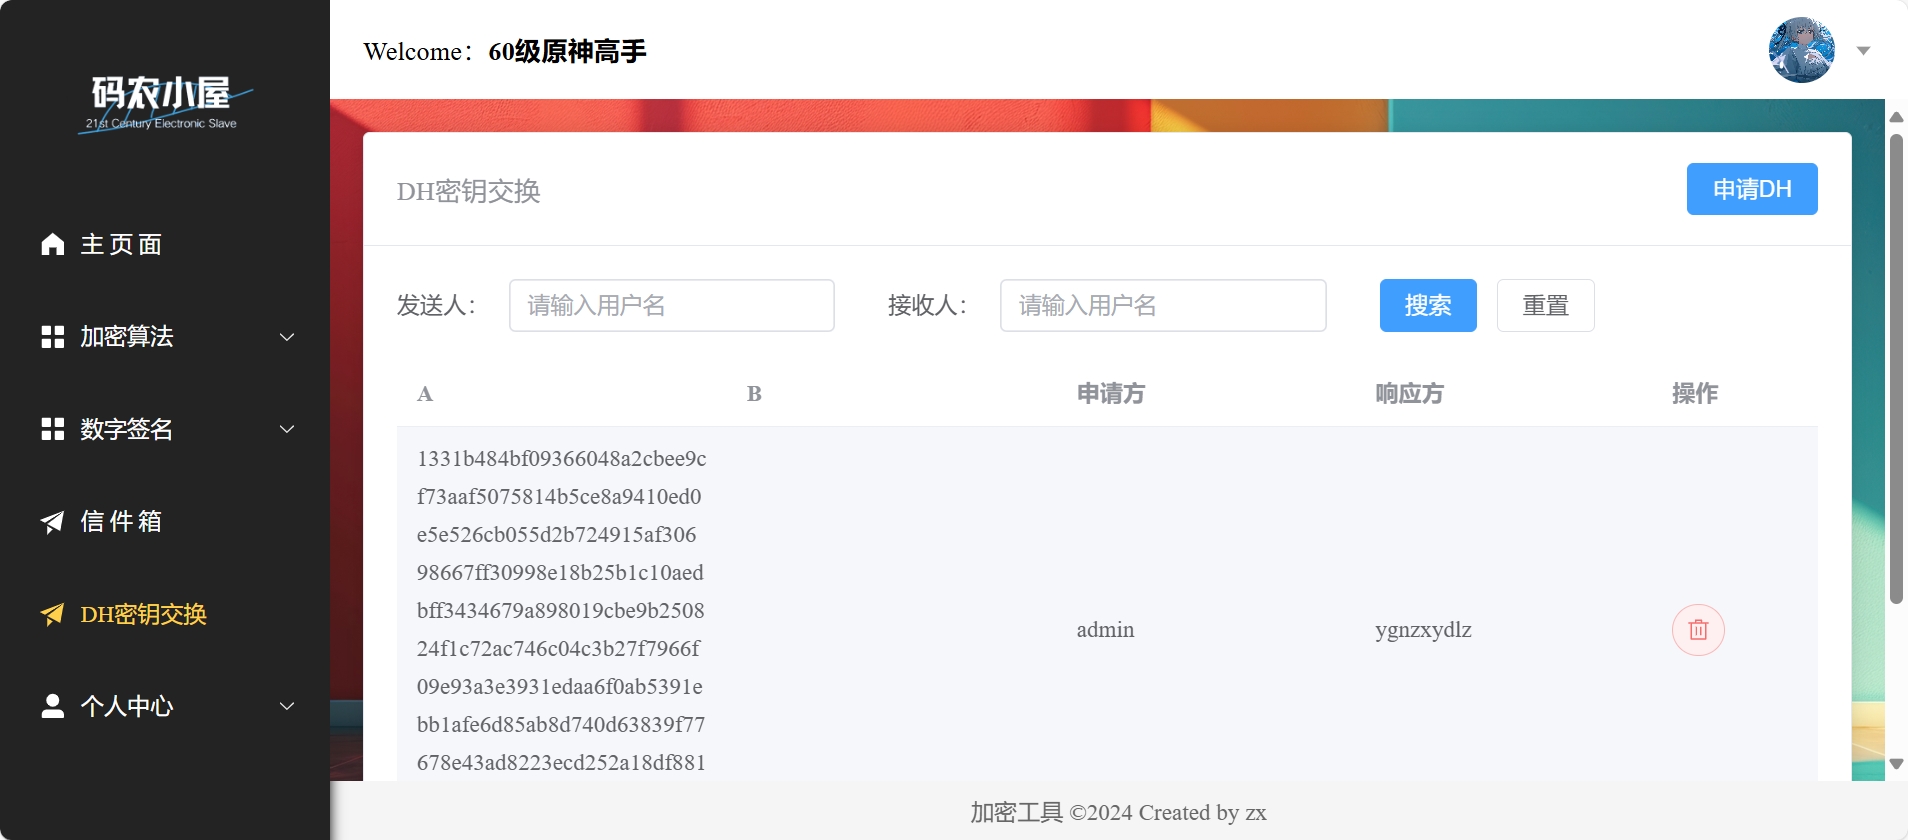 码农小屋
21st Century Electronic Slave
主页面
加密算法
数字签名
信件箱
DH密钥交换
个人中心
Welcome：60级原神高手
DH密钥交换
申请DH
发送人：
请输入用户名
接收人：
请输入用户名
搜索
重置
A
B
申请方
响应方
操作
1331b484bf09366048a2cbee9c
f73aaf5075814b5ce8a9410ed0
e5e526cb055d2b724915af306
98667ff30998e18b25b1c10aed
bff3434679a898019cbe9b2508
24f1c72ac746c04c3b27f7966f
09e93a3e3931edaa6f0ab5391e
bb1afe6d85ab8d740d63839f77
678e43ad8223ecd252a18df881
admin
ygnzxydlz
加密工具 ©2024 Created by zx